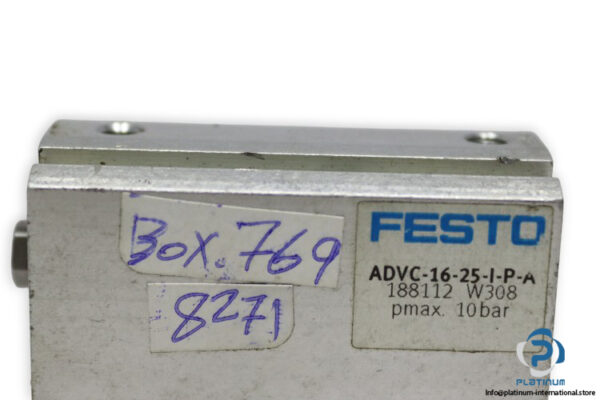 BOX.769
8271
FESTO
ADVC-16-25-I-P-A
188112 W308
pmax. 10bar
PLATINUM
Info@platinum-international.store